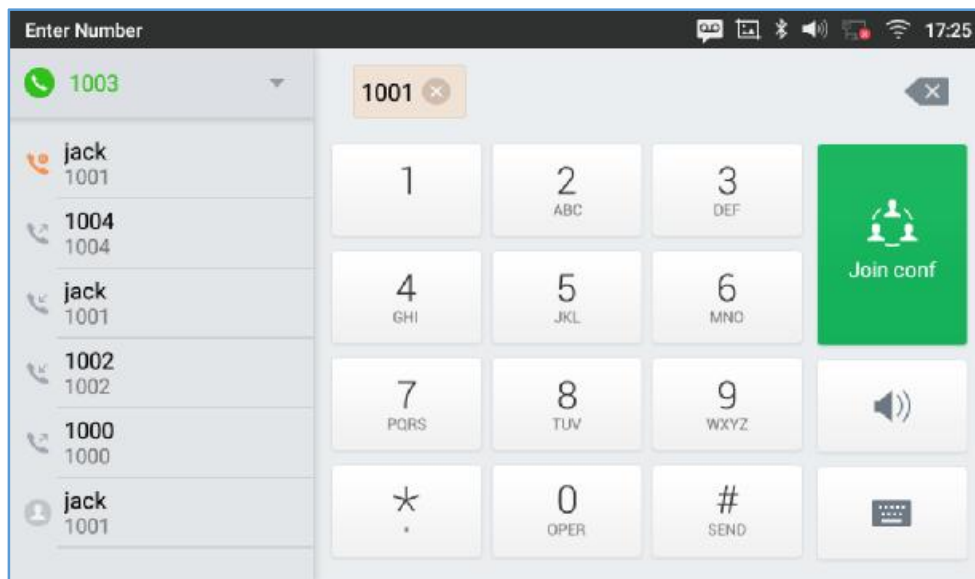 Enter Number
17:25
1003
jack
1001
1004
1004
jack
1001
1002
1002
1000
1000
jack
1001
1001
1
2
ABC
3
DEF
Join conf
4
GHI
5
JKL
6
MNO
7
PQRS
8
TUV
9
WXYZ
*
.
0
OPER
#
SEND